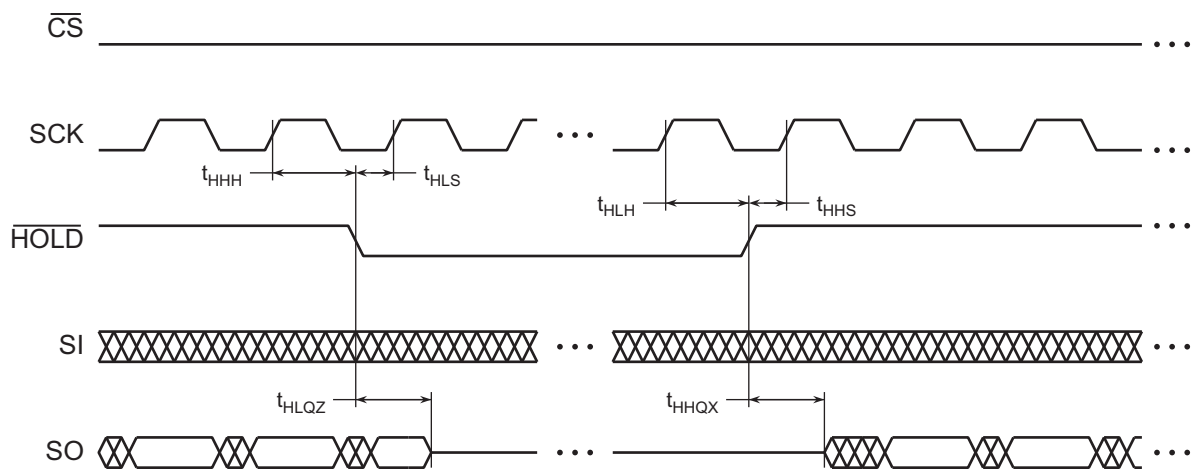 CS
SCK
tHHH tHLS
tHLH tHHS
HOLD
SI
tHLQZ tHHQX
SO